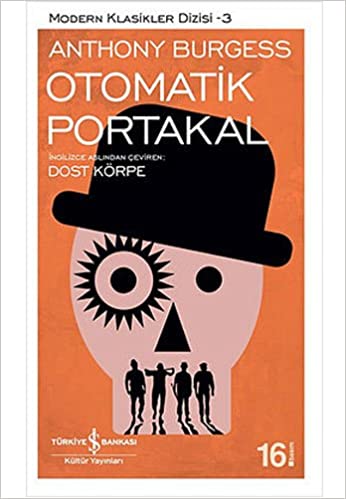 MODERN KLASİKLER DİZİSİ -3
ANTHONY BURGESS
OTOMATİK
PORTAKAL
İNGİLİZCE ASLINDAN ÇEVİREN:
DOST KÖRPE
TÜRKİYE İŞ BANKASI
Kültür Yayınları
16.
Basım